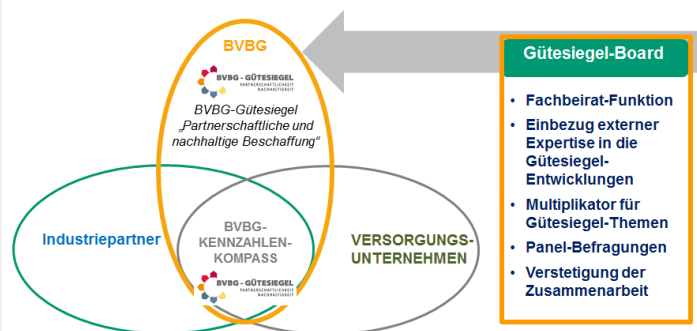 BVBG
BVBG - GÜTESIEGEL
PARTNERSCHAFTLICHKEIT
NACHHALTIGKEIT
BVBG-Gütesiegel
„Partnerschaftliche und
nachhaltige Beschaffung“
Industriepartner
BVBG-
KENNZAHLEN-
KOMPASS
BVBG - GÜTESIEGEL
PARTNERSCHAFTLICHKEIT
NACHHALTIGKEIT
VERSORGUNGS-
UNTERNEHMEN
Gütesiegel-Board
• Fachbeirat-Funktion
• Einbezug externer
Expertise in die
Gütesiegel-
Entwicklungen
• Multiplikator für
Gütesiegel-Themen
• Panel-Befragungen
• Verstetigung der
Zusammenarbeit